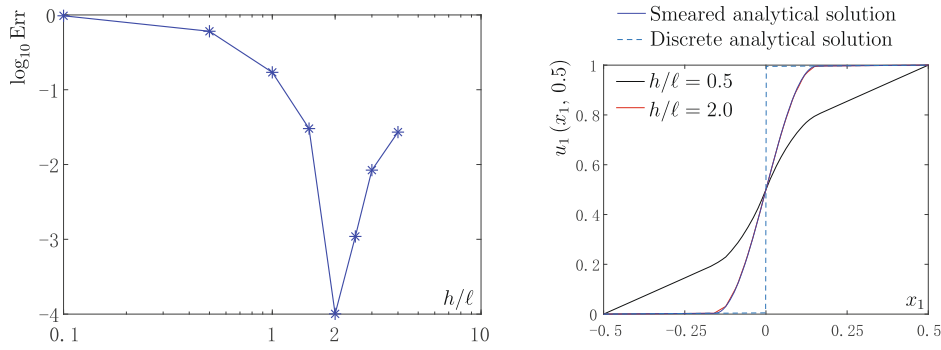 log₁₀ Err
0
−1
−2
−3
−4
0.1
1
2
10
h/ℓ
Smeared analytical solution
Discrete analytical solution
h/ℓ = 0.5
h/ℓ = 2.0
u₁(x₁, 0.5)
1
0.8
0.6
0.4
0.2
0
−0.5
−0.25
0
0.25
0.5
x₁